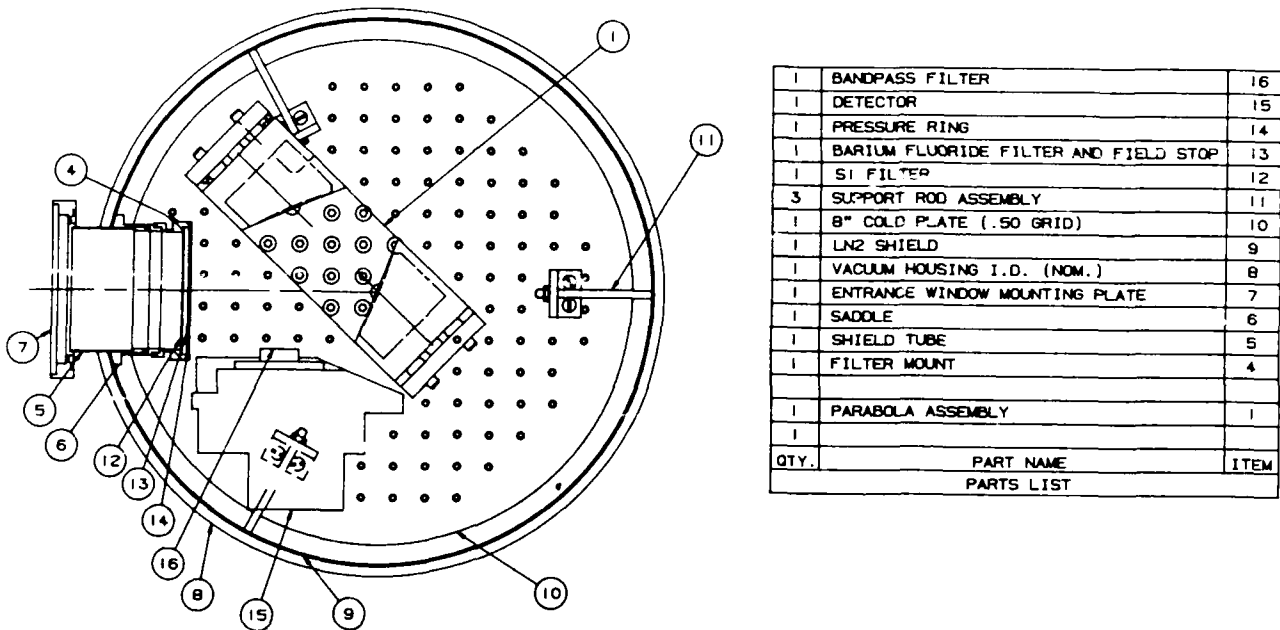 1
11
4
7
5
6
12
13
14
16
8
15
9
10
1 BANDPASS FILTER 16
1 DETECTOR 15
1 PRESSURE RING 14
1 BARIUM FLUORIDE FILTER AND FIELD STOP 13
1 SI FILTER 12
3 SUPPORT ROD ASSEMBLY 11
1 8" COLD PLATE (.50 GRID) 10
1 LN2 SHIELD 9
1 VACUUM HOUSING I.D. (NOM.) 8
1 ENTRANCE WINDOW MOUNTING PLATE 7
1 SADDLE 6
1 SHIELD TUBE 5
1 FILTER MOUNT 4
1 PARABOLA ASSEMBLY 1
1
QTY. PART NAME ITEM
PARTS LIST